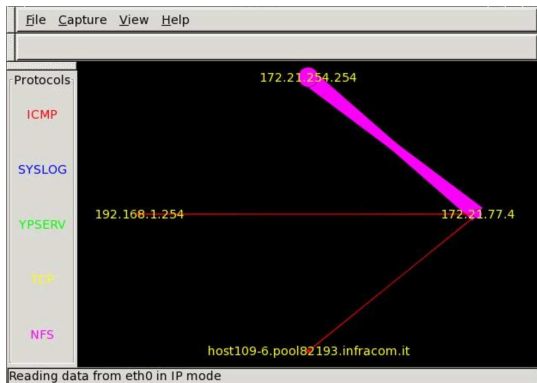 File Capture View Help
Protocols
ICMP
SYSLOG
YPSERV
TCP
NFS
172.21.254.254
192.168.1.254
172.21.77.4
host109-6.pool82193.infracom.it
Reading data from eth0 in IP mode